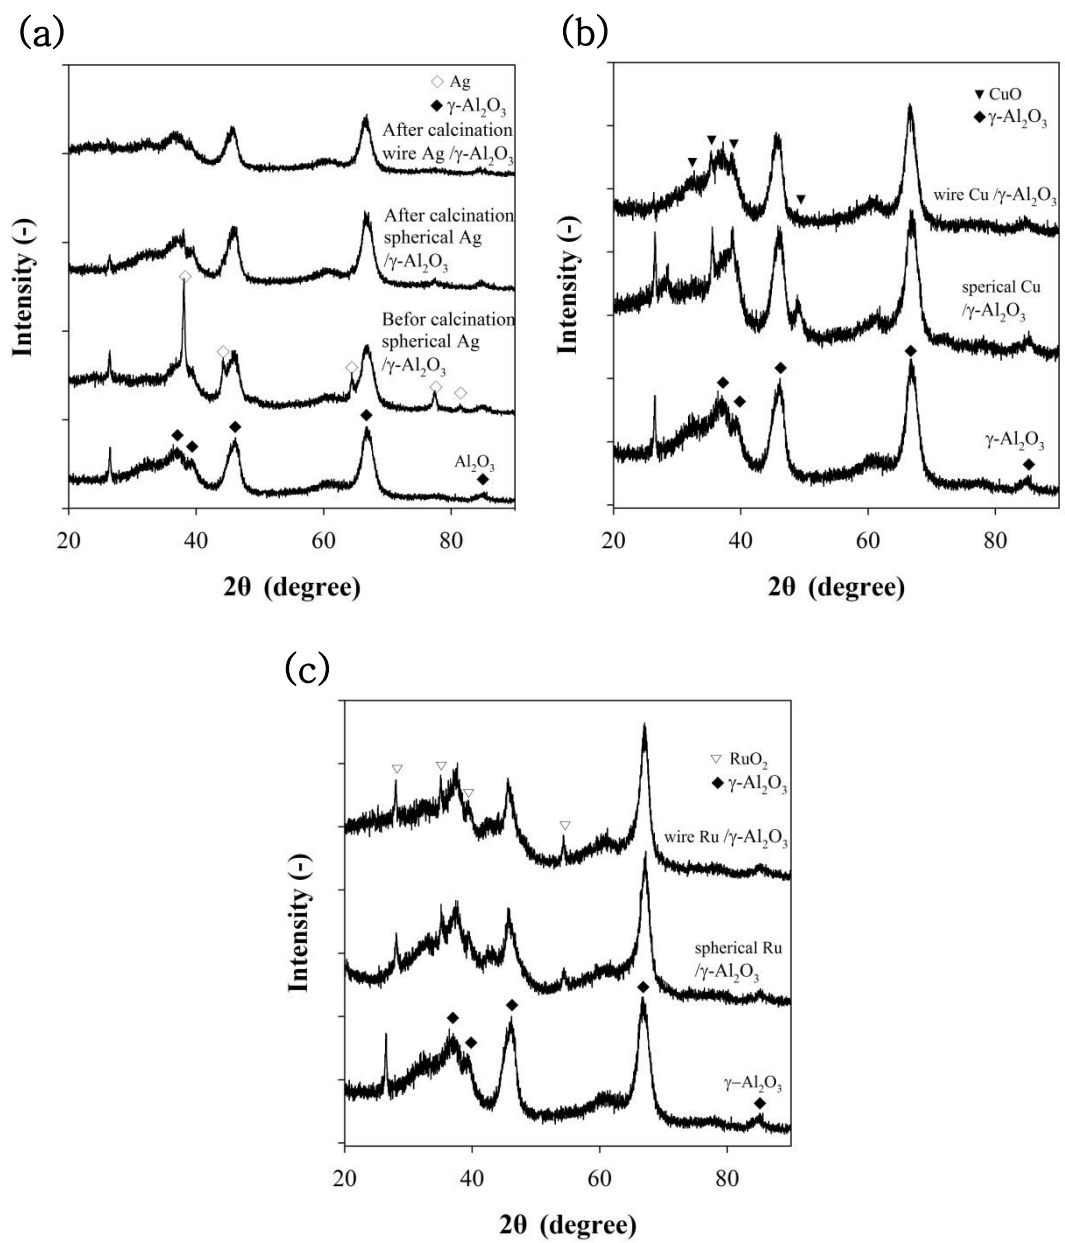 (a)
◇ Ag
◆ γ-Al₂O₃
After calcination
wire Ag /γ-Al₂O₃
After calcination
spherical Ag
/γ-Al₂O₃
Befor calcination
spherical Ag
/γ-Al₂O₃
Al₂O₃
Intensity (-)
20 40 60 80
2θ (degree)
(b)
▼ CuO
◆ γ-Al₂O₃
wire Cu /γ-Al₂O₃
sperical Cu
/γ-Al₂O₃
γ-Al₂O₃
Intensity (-)
20 40 60 80
2θ (degree)
(c)
▽ RuO₂
◆ γ-Al₂O₃
wire Ru /γ-Al₂O₃
spherical Ru
/γ-Al₂O₃
γ–Al₂O₃
Intensity (-)
20 40 60 80
2θ (degree)